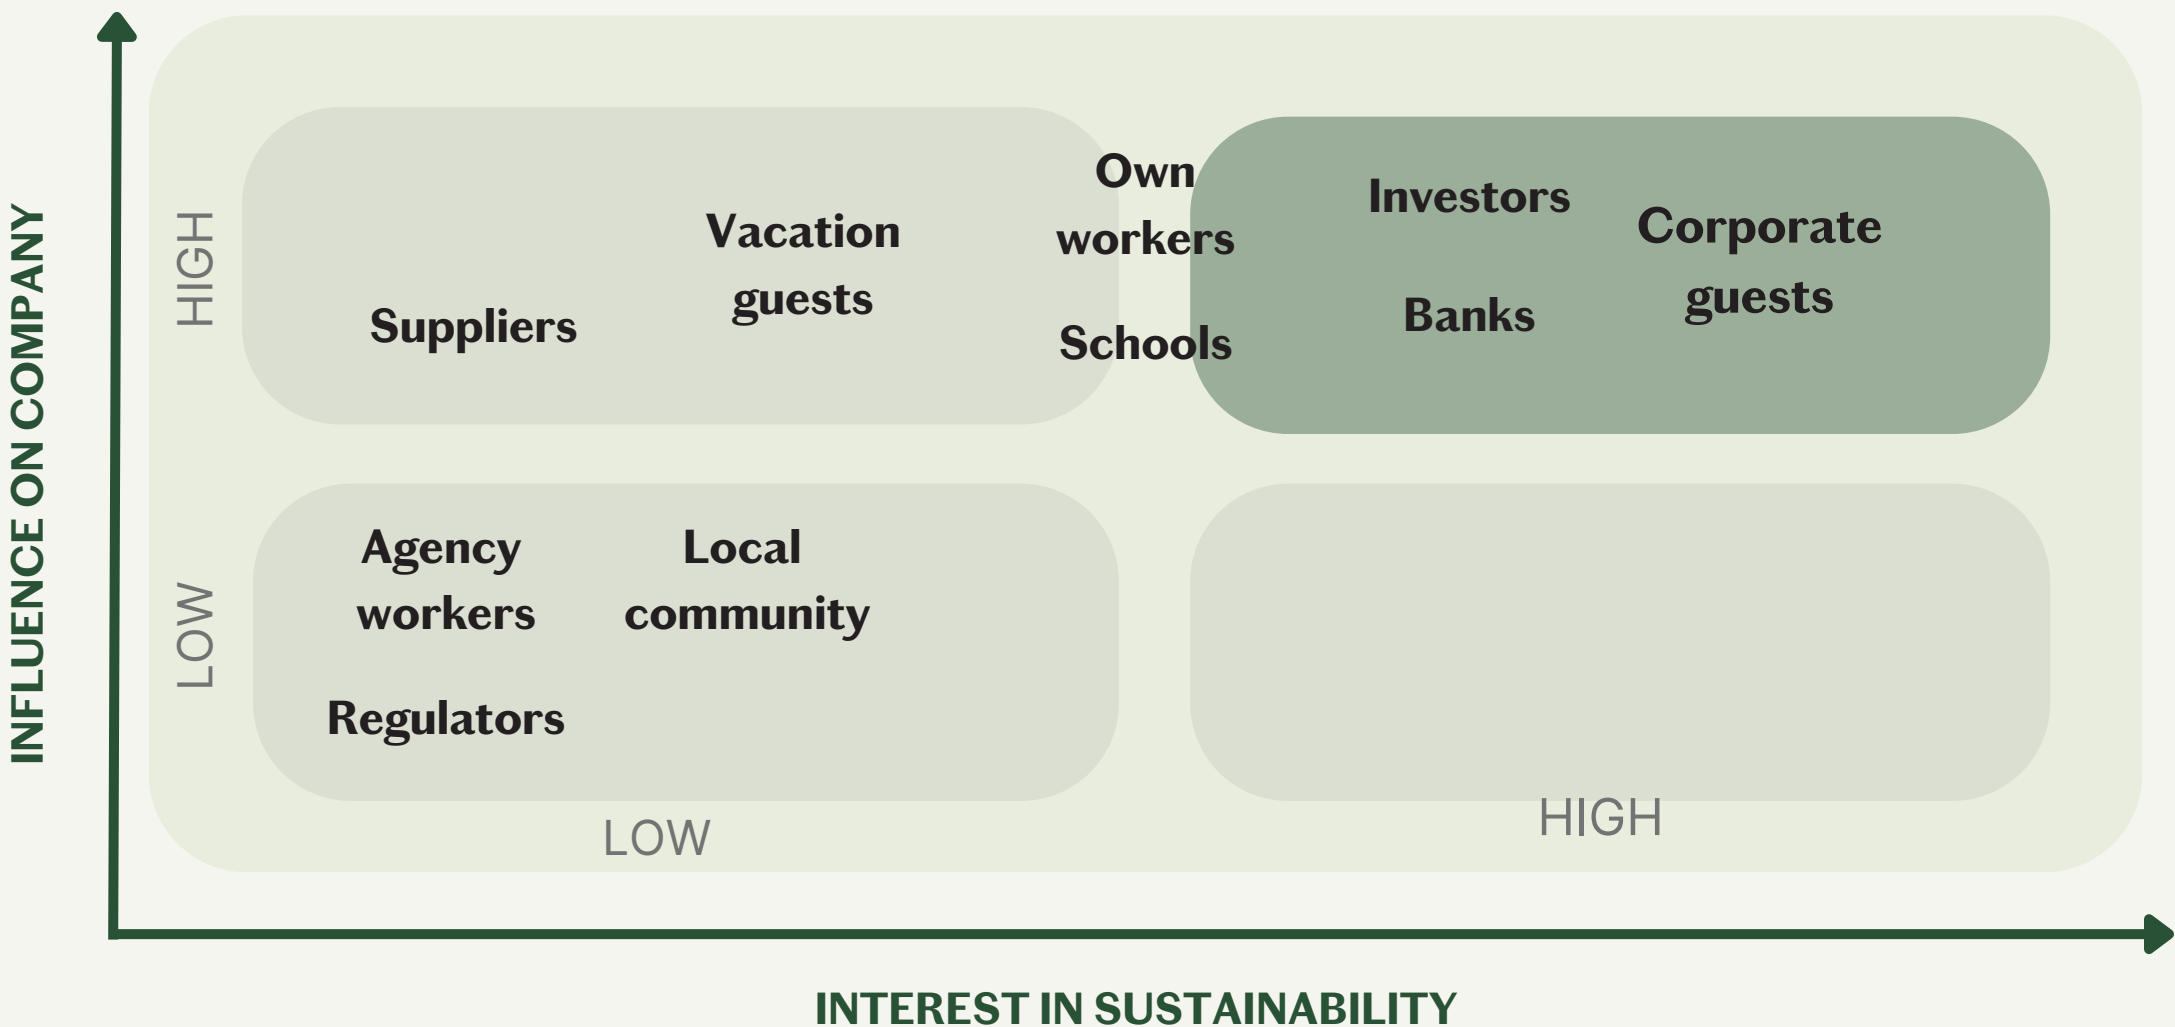 INFLUENCE ON COMPANY
HIGH
Suppliers
Vacation
guests
Own
workers
Schools
Investors
Banks
Corporate
guests
LOW
Agency
workers
Local
community
Regulators
LOW
HIGH
INTEREST IN SUSTAINABILITY